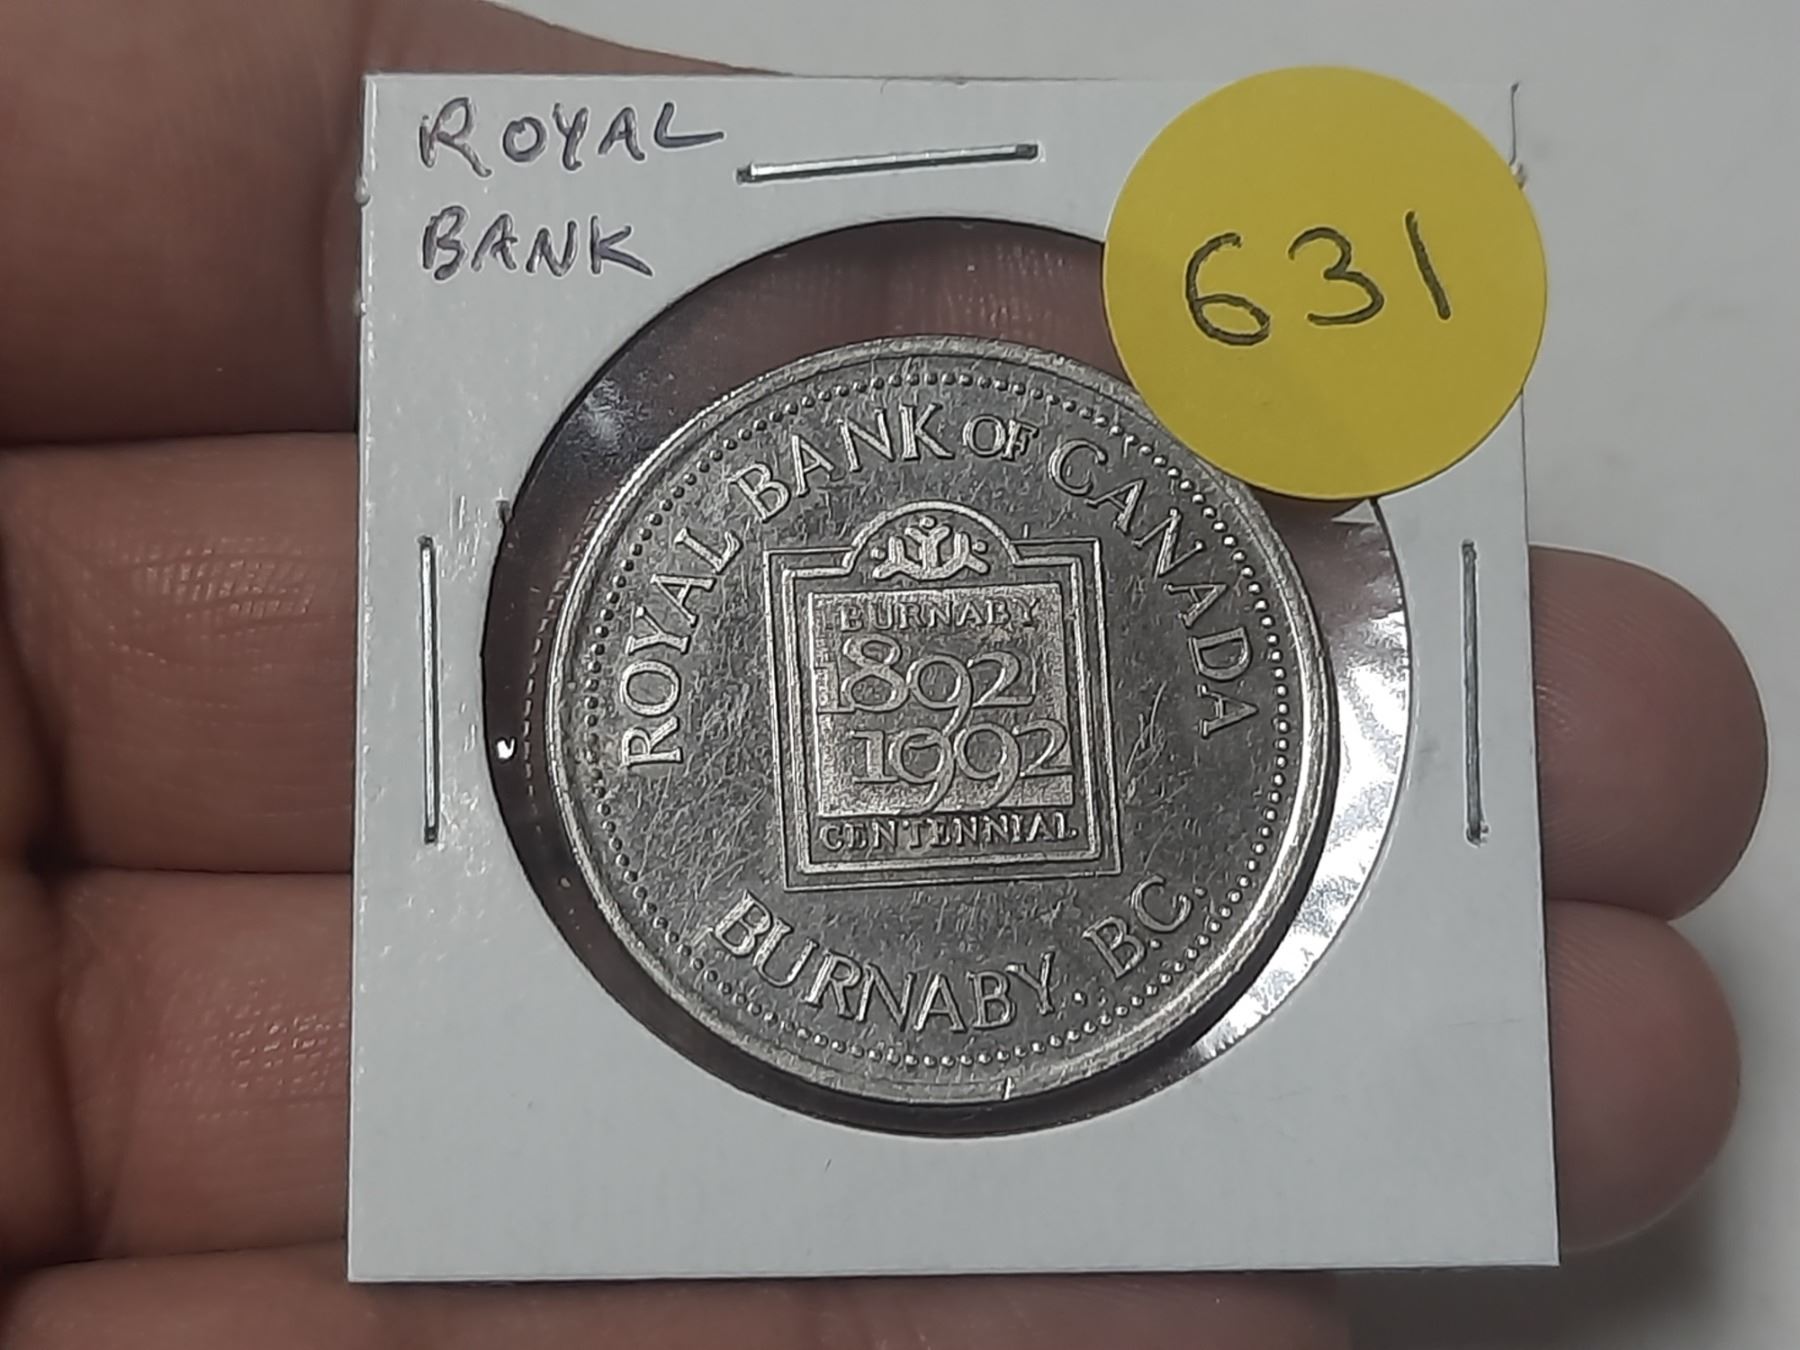 ROYAL
BANK
631
ROYAL BANK OF CANADA
BURNABY
1892
1992
CENTENNIAL
BURNABY, B.C.